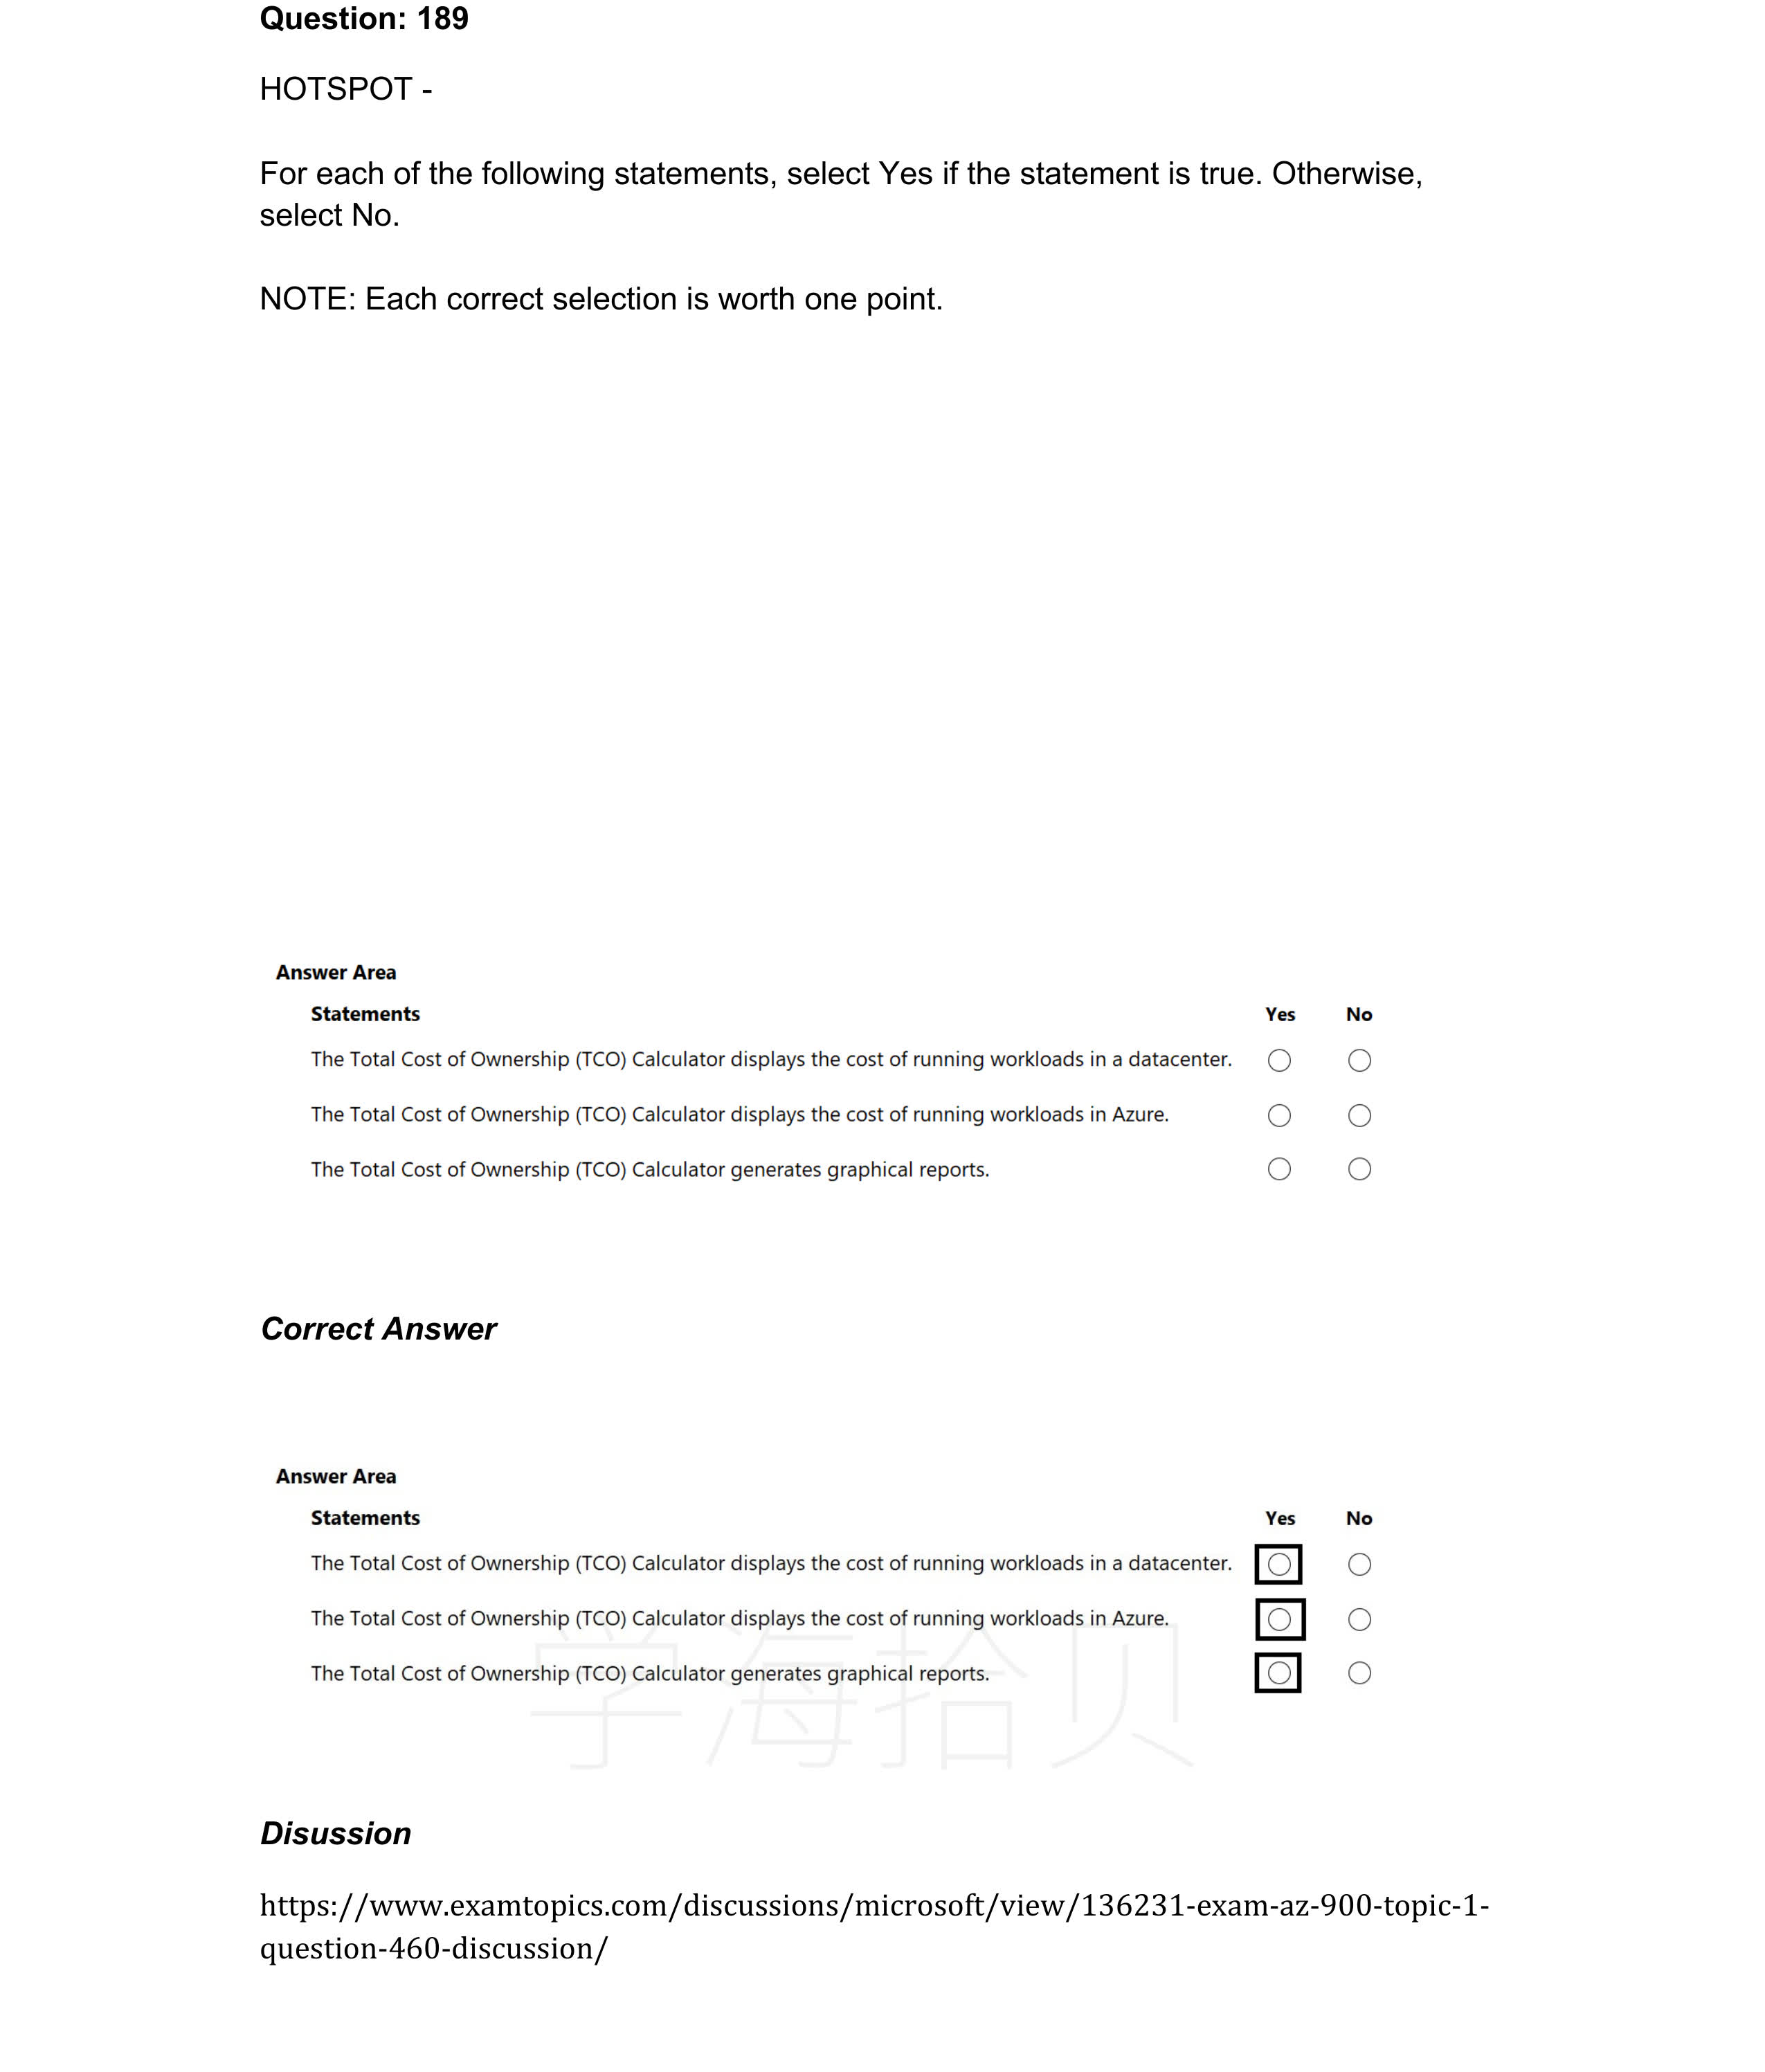 Question: 189
HOTSPOT -
For each of the following statements, select Yes if the statement is true. Otherwise,
select No.
NOTE: Each correct selection is worth one point.
Answer Area
Statements Yes No
The Total Cost of Ownership (TCO) Calculator displays the cost of running workloads in a datacenter.
The Total Cost of Ownership (TCO) Calculator displays the cost of running workloads in Azure.
The Total Cost of Ownership (TCO) Calculator generates graphical reports.
Correct Answer
Answer Area
Statements Yes No
The Total Cost of Ownership (TCO) Calculator displays the cost of running workloads in a datacenter.
The Total Cost of Ownership (TCO) Calculator displays the cost of running workloads in Azure.
The Total Cost of Ownership (TCO) Calculator generates graphical reports.
学海拾贝
Disussion
https://www.examtopics.com/discussions/microsoft/view/136231-exam-az-900-topic-1-
question-460-discussion/